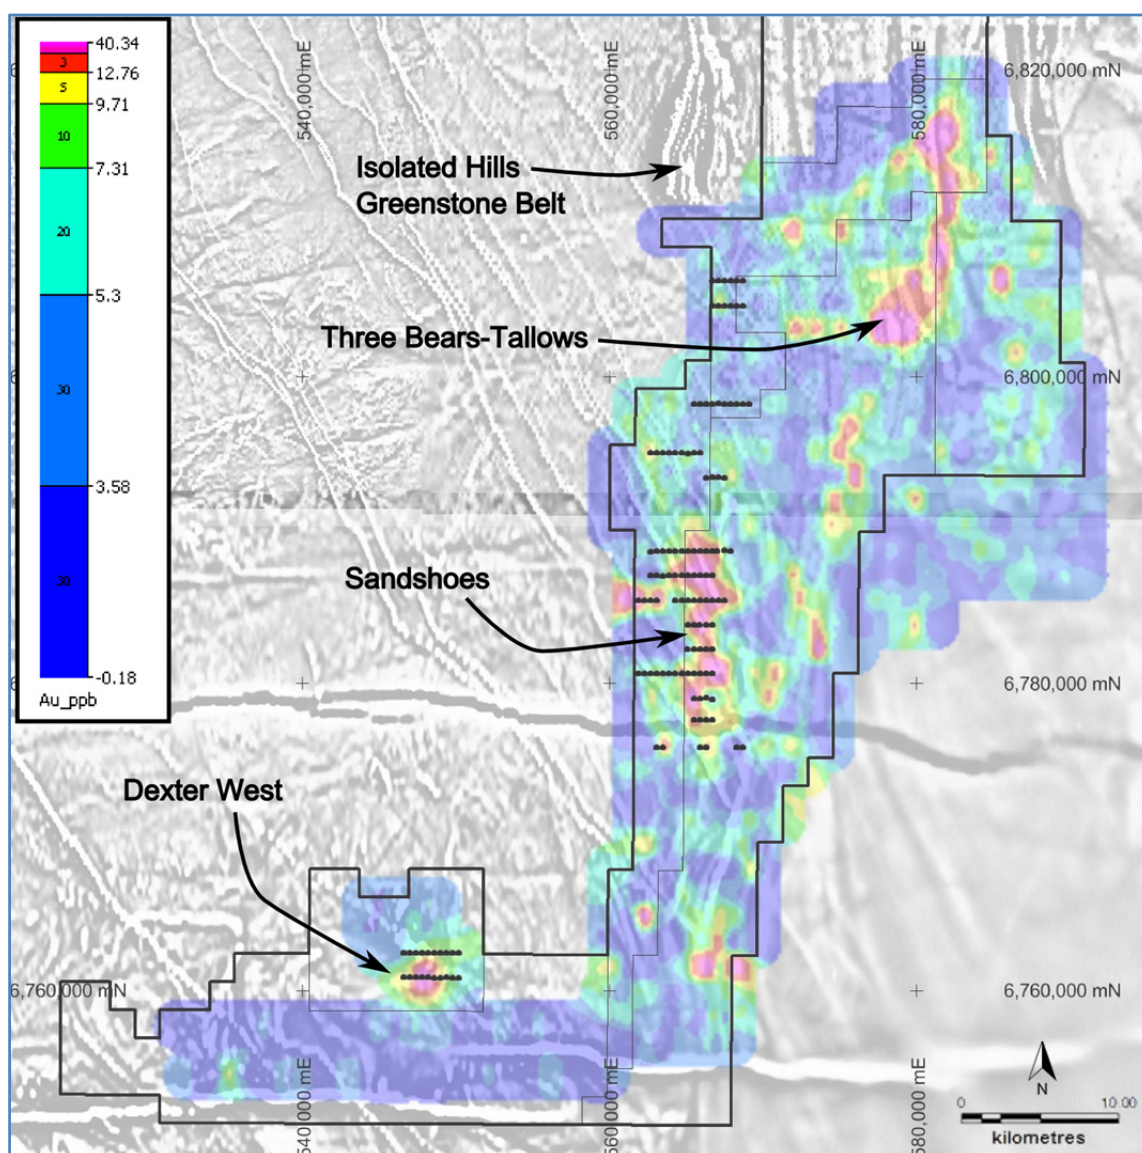 40.34
3
12.76
5
9.71
10
7.31
20
5.3
30
3.58
30
-0.18
Au_ppb
540,000 mE
560,000 mE
580,000 mE
6,820,000 mN
Isolated Hills
Greenstone Belt
Three Bears-Tallows
6,800,000 mN
Sandshoes
6,780,000 mN
Dexter West
6,760,000 mN
6,760,000 mN
540,000 mE
560,000 mE
580,000 mE
N
0
10.00
kilometres